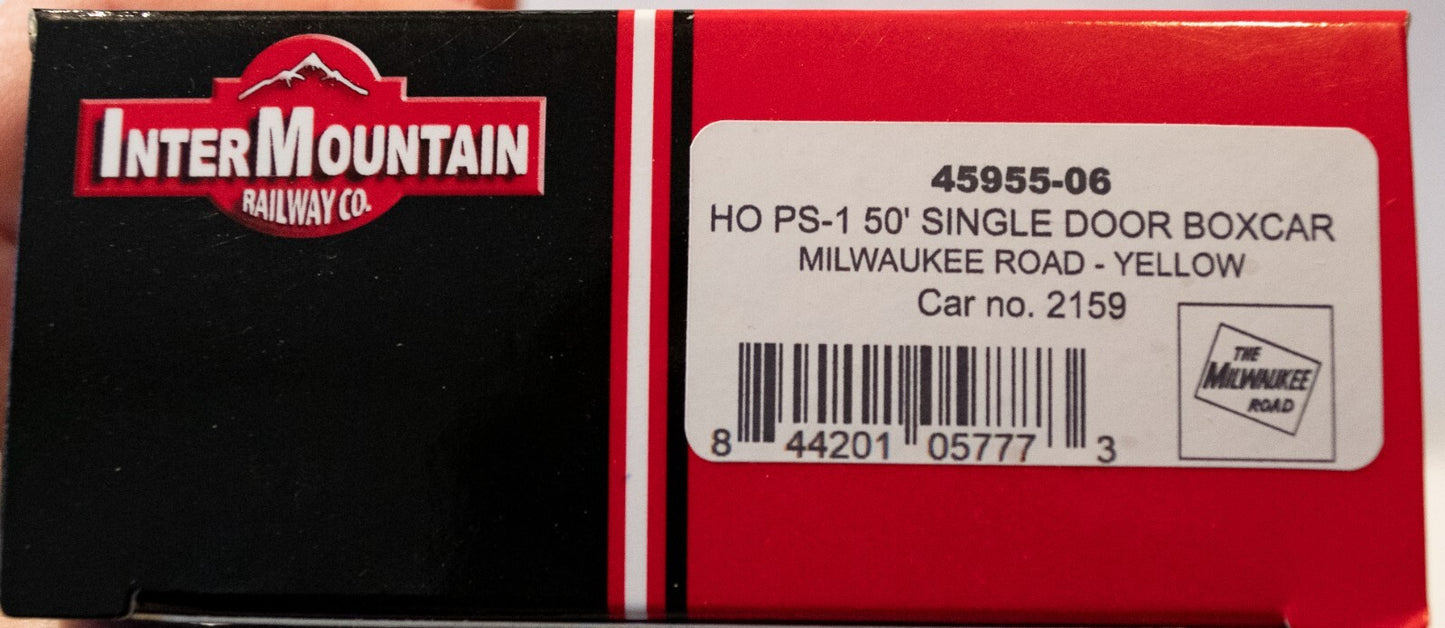 INTERMOUNTAIN
RAILWAY CO.
45955-06
HO PS-1 50' SINGLE DOOR BOXCAR
MILWAUKEE ROAD - YELLOW
Car no. 2159
THE
MILWAUKEE
ROAD
8 44201 05777 3